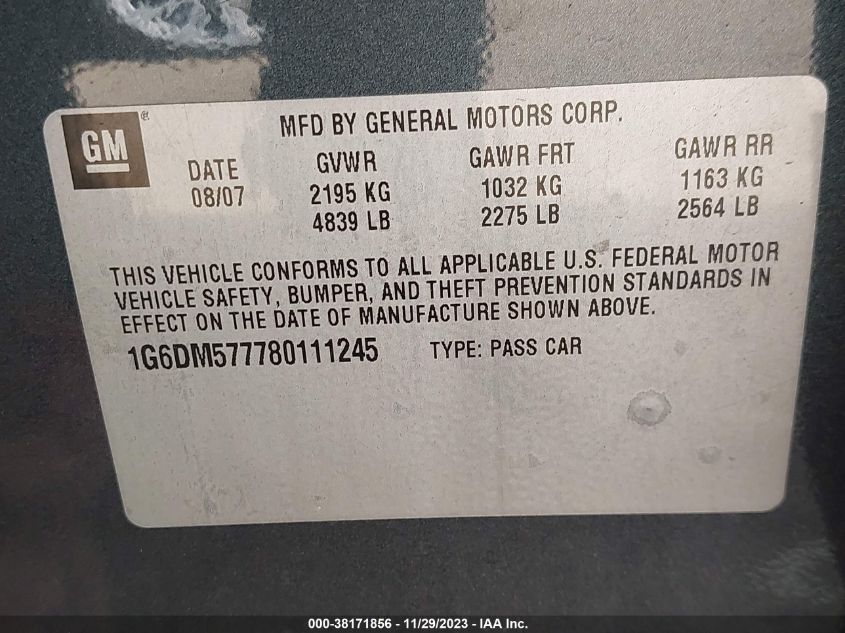 GM
MFD BY GENERAL MOTORS CORP.
DATE GVWR GAWR FRT GAWR RR
08/07 2195 KG 1032 KG 1163 KG
4839 LB 2275 LB 2564 LB
THIS VEHICLE CONFORMS TO ALL APPLICABLE U.S. FEDERAL MOTOR
VEHICLE SAFETY, BUMPER, AND THEFT PREVENTION STANDARDS IN
EFFECT ON THE DATE OF MANUFACTURE SHOWN ABOVE.
1G6DM577780111245 TYPE: PASS CAR
000-38171856 - 11/29/2023 - IAA Inc.